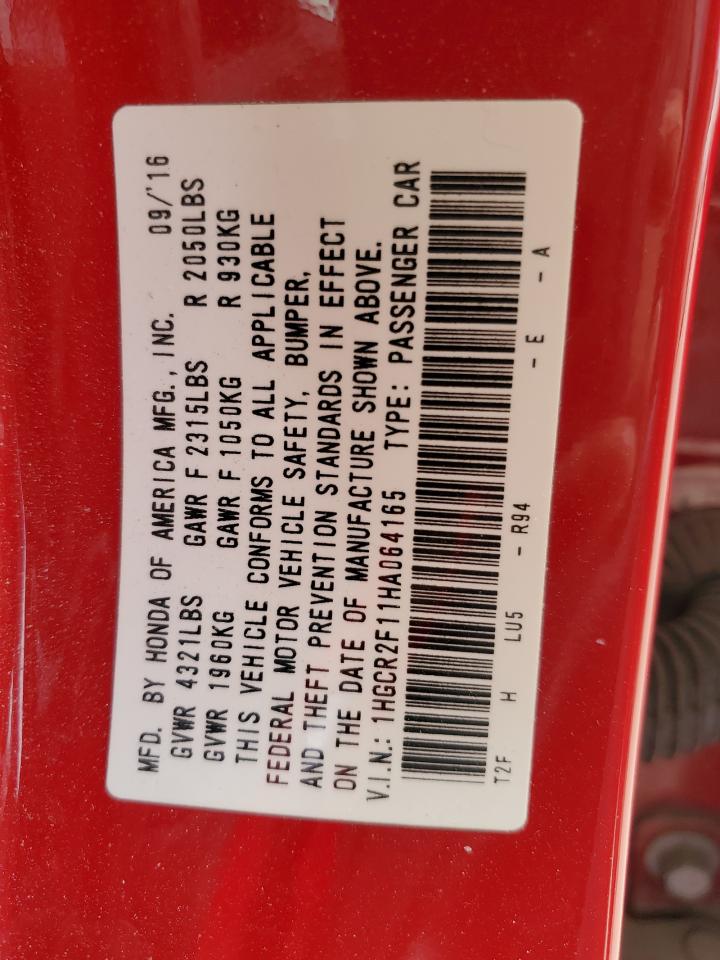 MFD. BY HONDA OF AMERICA MFG., INC. 09/'16
GVWR 4321LBS GAWR F 2315LBS R 2050LBS
GVWR 1960KG GAWR F 1050KG R 930KG
THIS VEHICLE CONFORMS TO ALL APPLICABLE
FEDERAL MOTOR VEHICLE SAFETY, BUMPER,
AND THEFT PREVENTION STANDARDS IN EFFECT
ON THE DATE OF MANUFACTURE SHOWN ABOVE.
V.I.N.: 1HGCR2F11HA064165 TYPE: PASSENGER CAR
T2F H LU5 - R94 - E - A